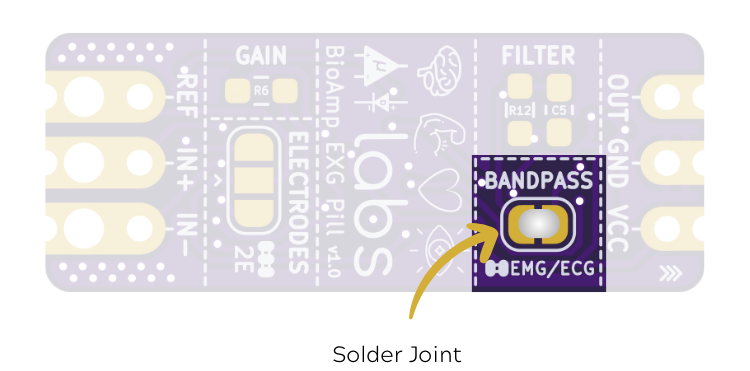 REF
IN+
IN-
GAIN
R6
ELECTRODES
2E
BioAmp EXG Pill v1.0
labs
μ
FILTER
R12
C5
BANDPASS
EMG/ECG
OUT
GND
VCC
Solder Joint